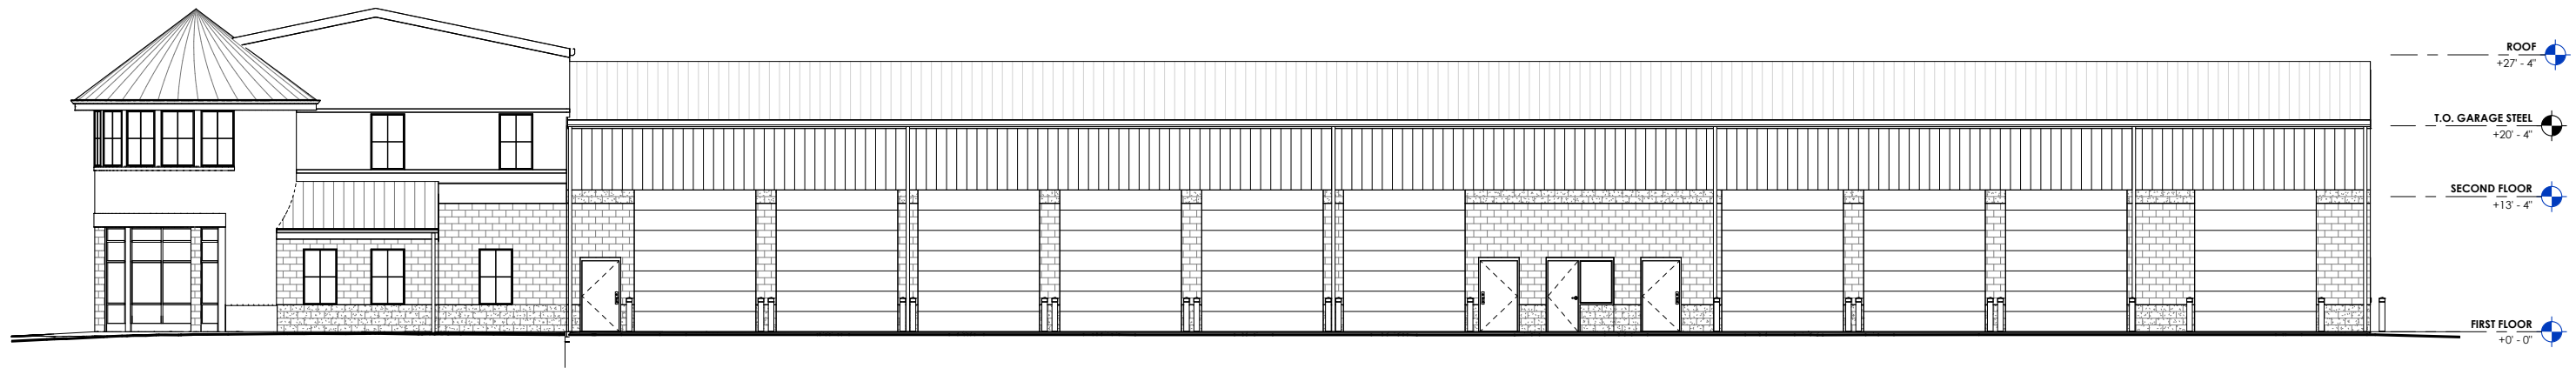 ROOF
+27' - 4"
T.O. GARAGE STEEL
+20' - 4"
SECOND FLOOR
+13' - 4"
FIRST FLOOR
+0' - 0"